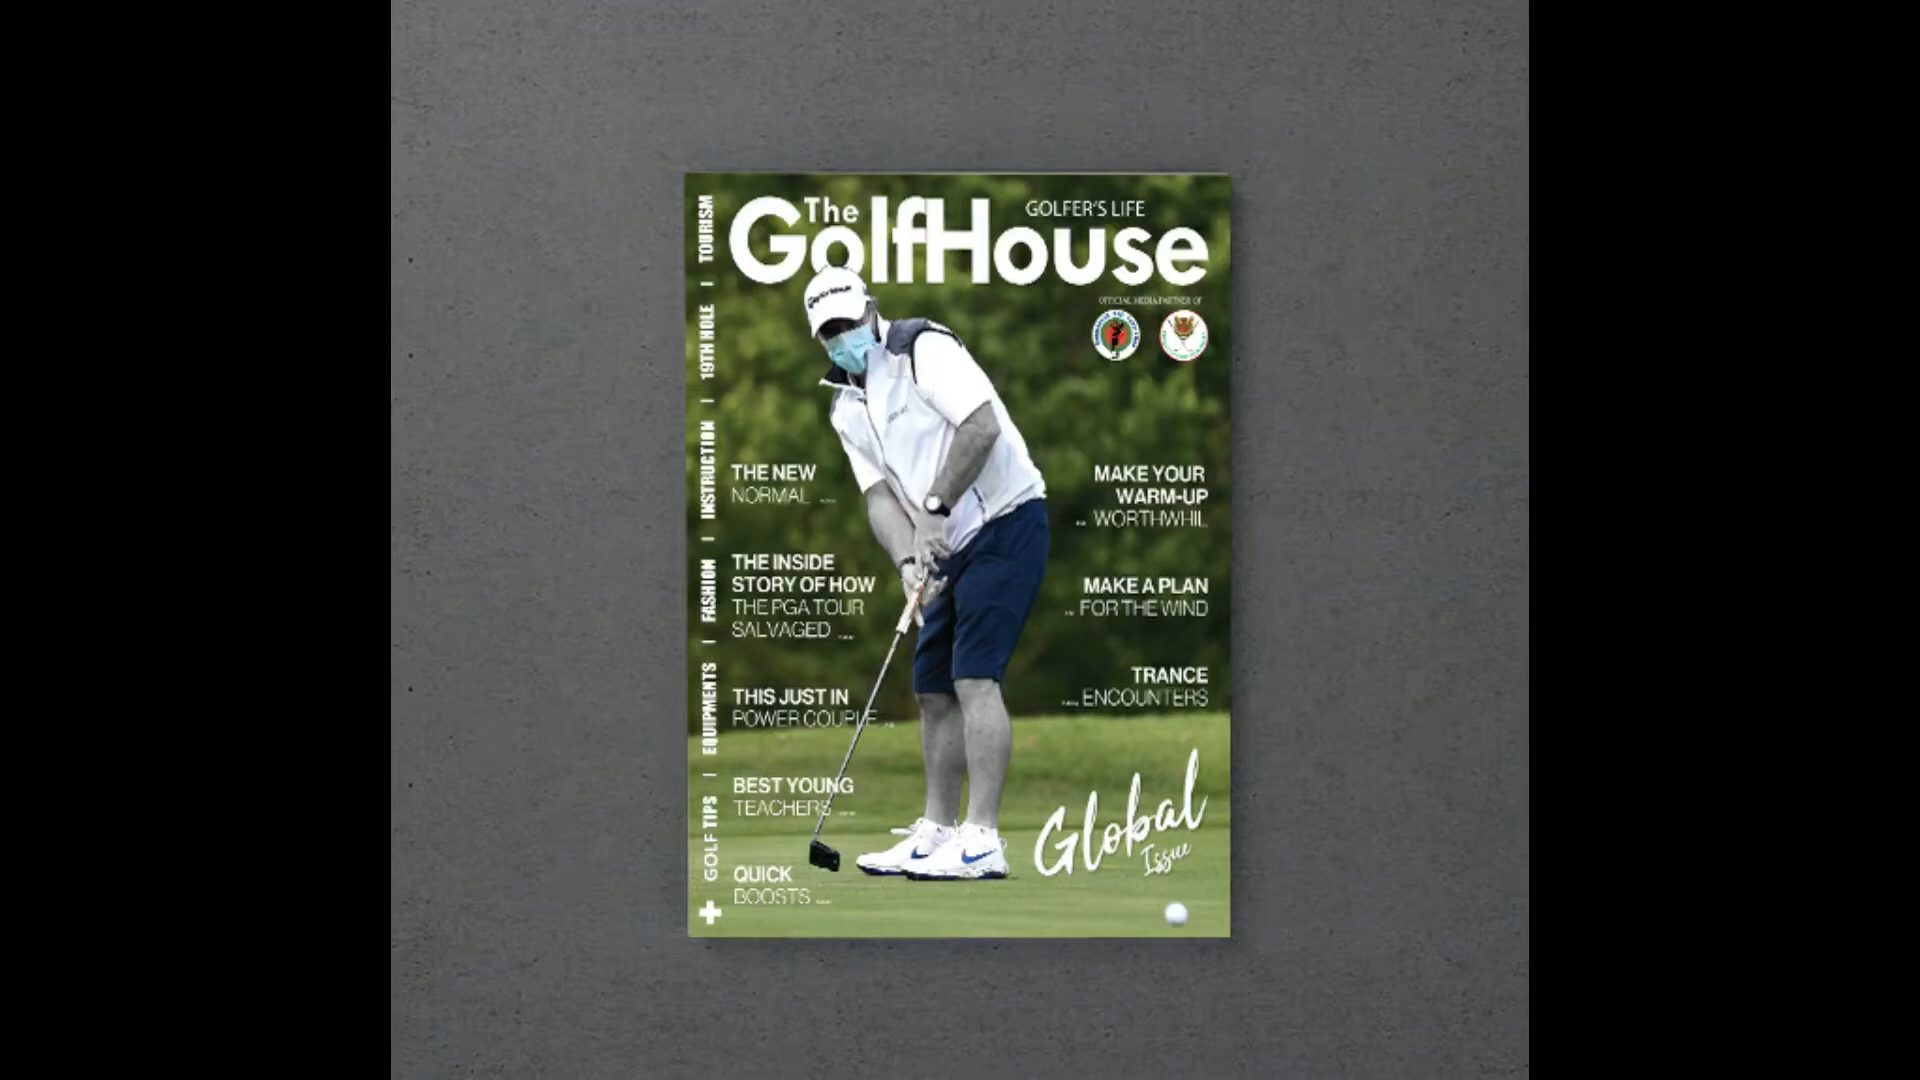 The
GolfHouse
GOLFER'S LIFE
OFFICIAL MEDIA PARTNER OF
TaylorMade
THE NEW
NORMAL
THE INSIDE
STORY OF HOW
THE PGA TOUR
SALVAGED
THIS JUST IN
POWER COUPLE
BEST YOUNG
TEACHERS
QUICK
BOOSTS
MAKE YOUR
WARM-UP
WORTHWHIL
MAKE A PLAN
FOR THE WIND
TRANCE
ENCOUNTERS
Global
Issue
GOLF TIPS | EQUIPMENTS | FASHION | INSTRUCTION | 19TH HOLE | TOURISM